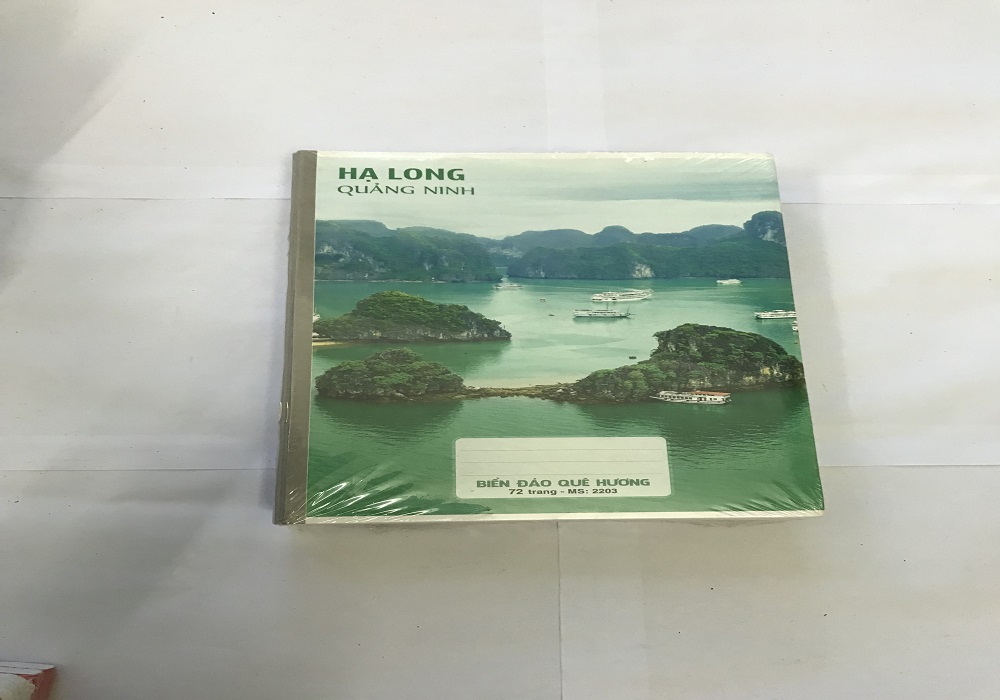 HẠ LONG
QUẢNG NINH
BIỂN ĐẢO QUÊ HƯƠNG
72 trang - MS: 2203